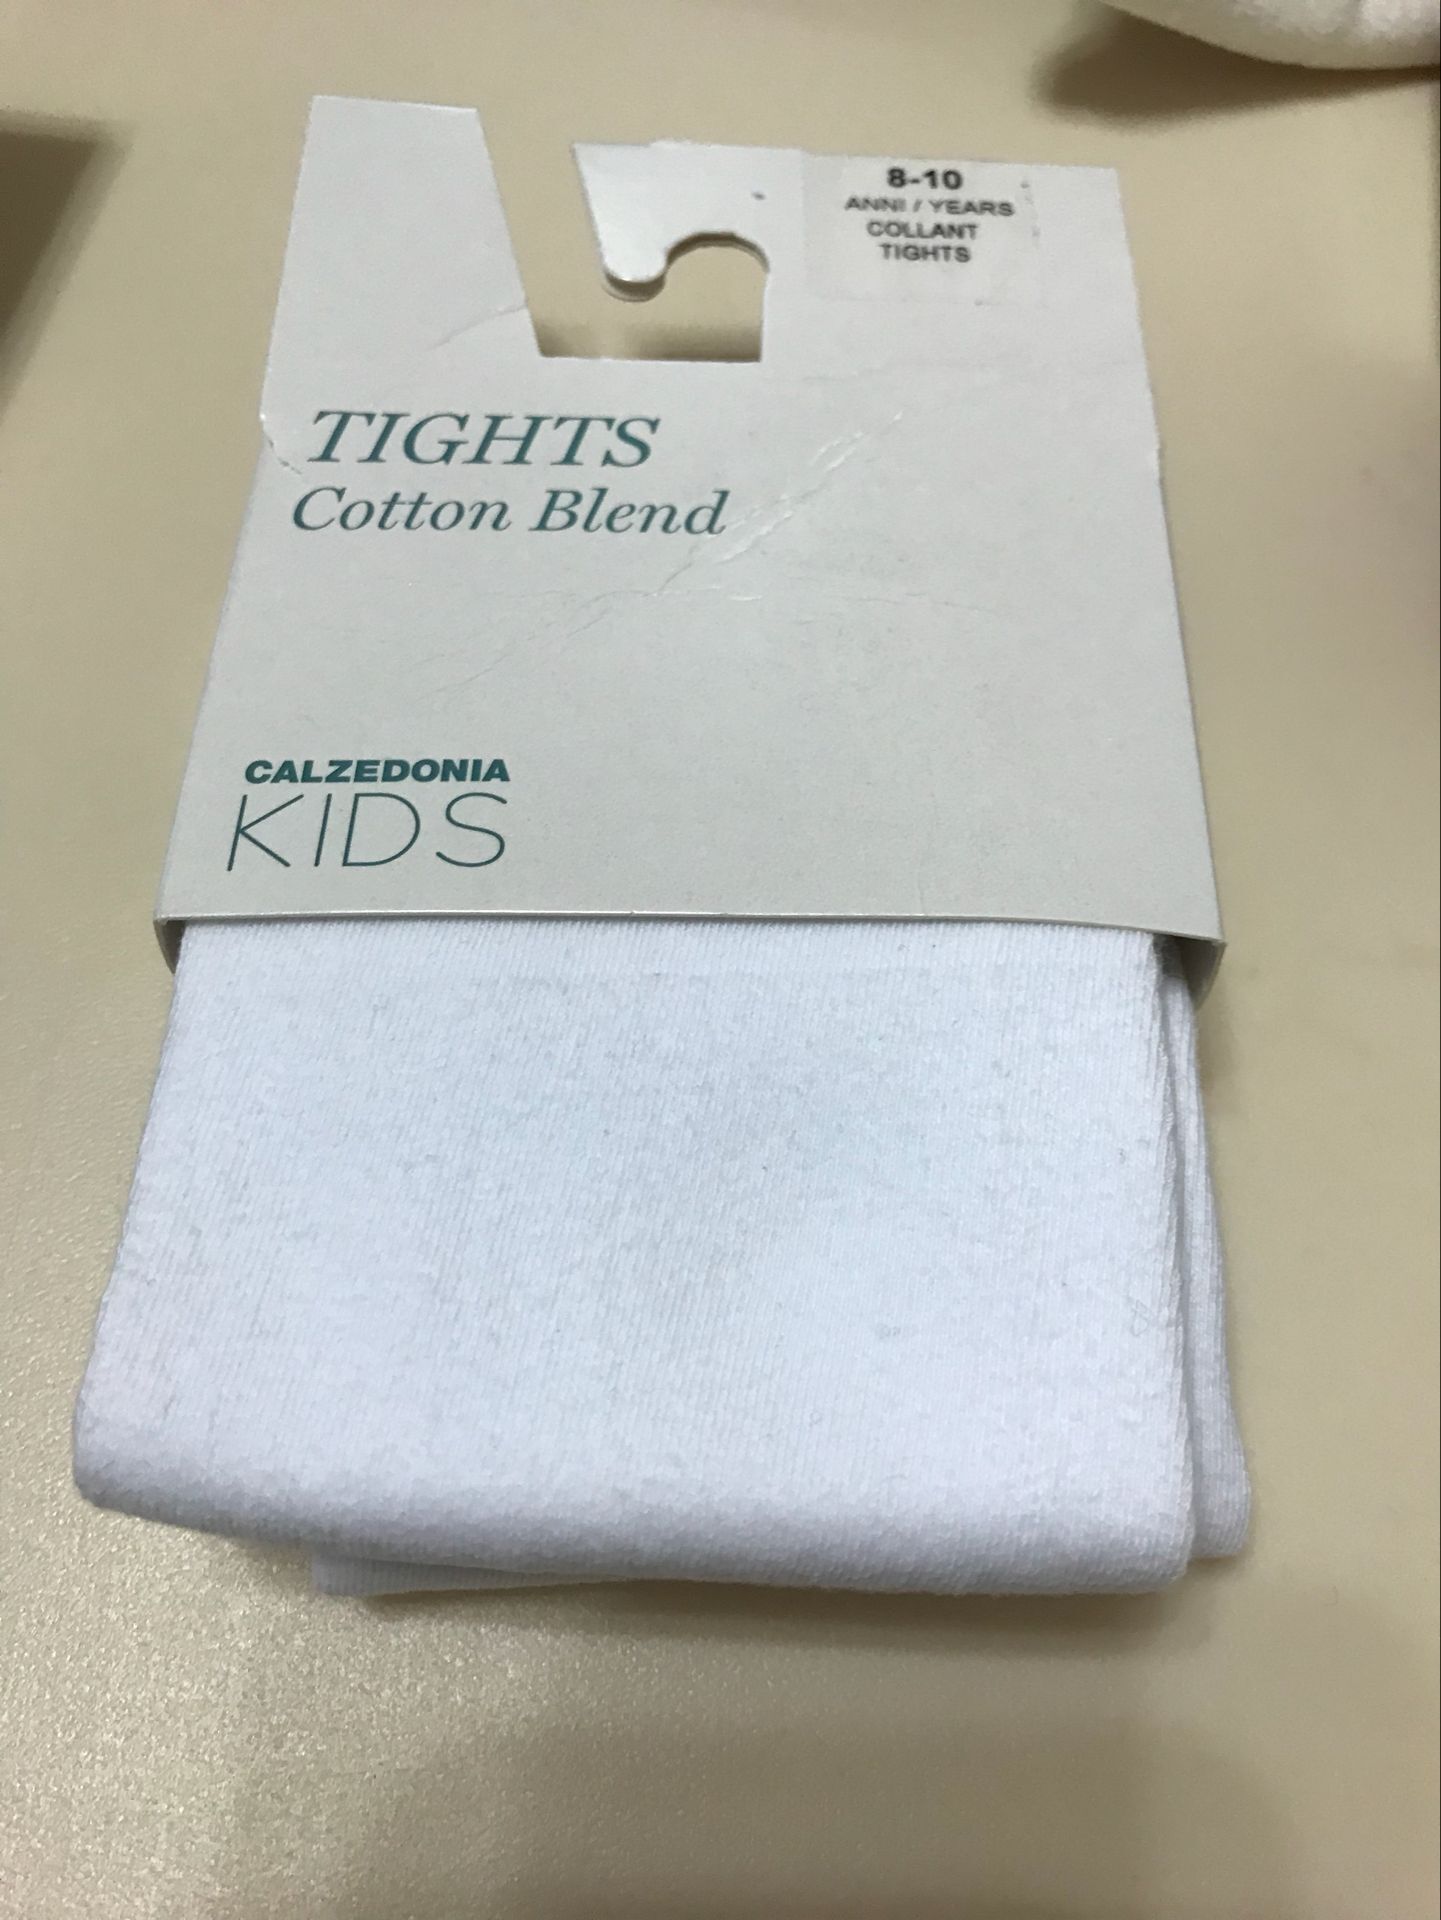 8-10
ANNI / YEARS
COLLANT
TIGHTS
TIGHTS
Cotton Blend
CALZEDONIA
KIDS